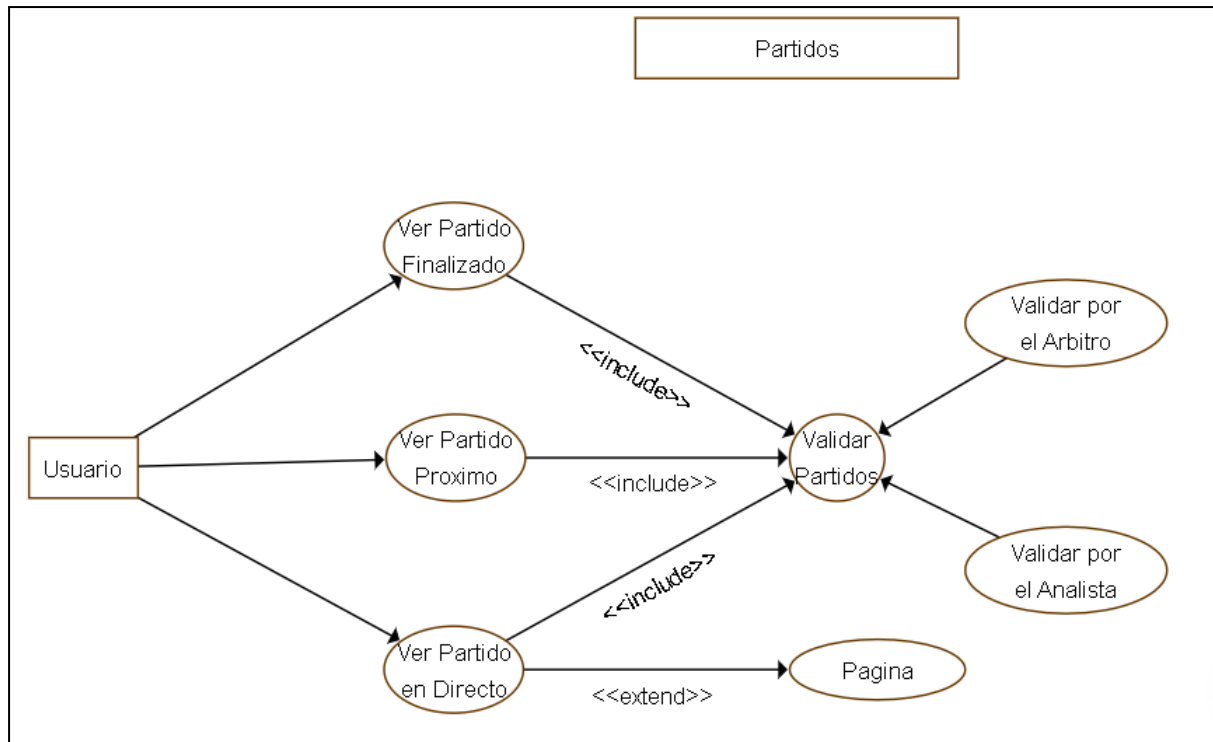 Partidos
Ver Partido
Finalizado
<<include>>
Validar por
el Arbitro
Usuario
Ver Partido
Proximo
<<include>>
Validar
Partidos
<<include>>
Validar por
el Analista
Ver Partido
en Directo
<<extend>>
Pagina